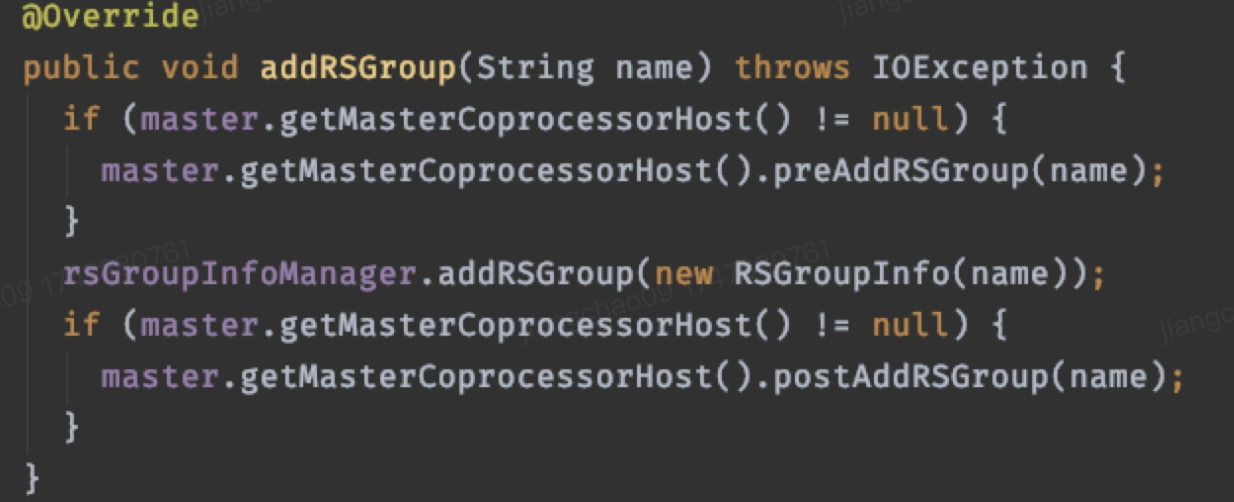 @Override
public void addRSGroup(String name) throws IOException {
  if (master.getMasterCoprocessorHost() != null) {
    master.getMasterCoprocessorHost().preAddRSGroup(name);
  }
  rsGroupInfoManager.addRSGroup(new RSGroupInfo(name));
  if (master.getMasterCoprocessorHost() != null) {
    master.getMasterCoprocessorHost().postAddRSGroup(name);
  }
}